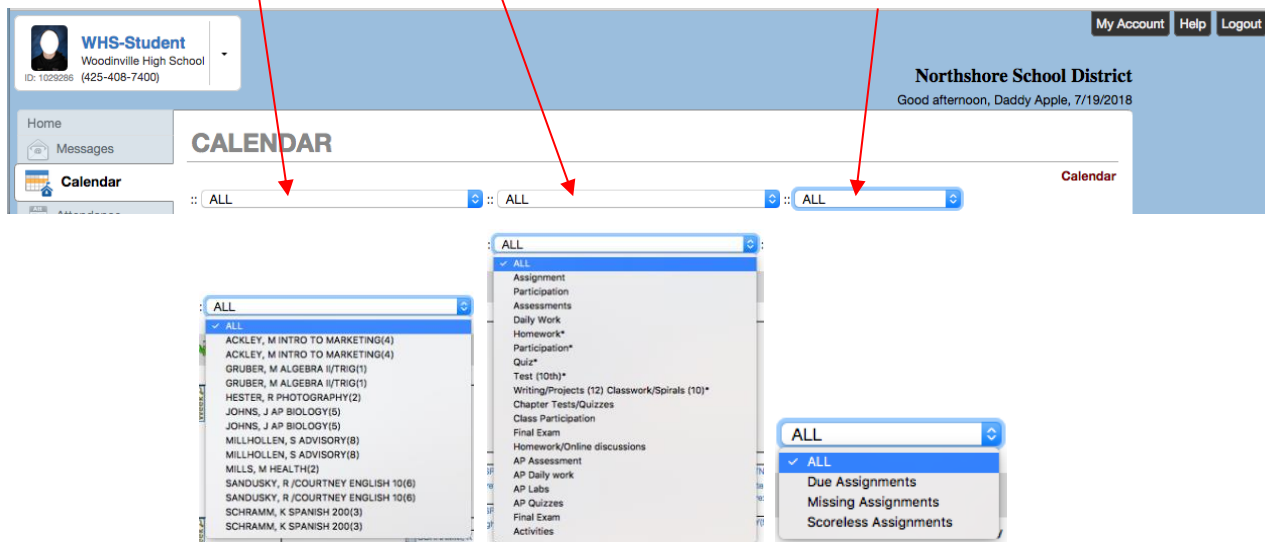 My Account Help Logout
WHS-Student
Woodinville High School
ID: 1029286 (425-408-7400)
Northshore School District
Good afternoon, Daddy Apple, 7/19/2018
Home
Messages
CALENDAR
Calendar
Calendar
:: ALL :: ALL :: ALL
Attendance
: ALL
✓ ALL
ACKLEY, M INTRO TO MARKETING(4)
ACKLEY, M INTRO TO MARKETING(4)
GRUBER, M ALGEBRA II/TRIG(1)
GRUBER, M ALGEBRA II/TRIG(1)
HESTER, R PHOTOGRAPHY(2)
JOHNS, J AP BIOLOGY(5)
JOHNS, J AP BIOLOGY(5)
MILLHOLLEN, S ADVISORY(8)
MILLHOLLEN, S ADVISORY(8)
MILLS, M HEALTH(2)
SANDUSKY, R /COURTNEY ENGLISH 10(6)
SANDUSKY, R /COURTNEY ENGLISH 10(6)
SCHRAMM, K SPANISH 200(3)
SCHRAMM, K SPANISH 200(3)
: ALL :
✓ ALL
Assignment
Participation
Assessments
Daily Work
Homework*
Participation*
Quiz*
Test (10th)*
Writing/Projects (12) Classwork/Spirals (10)*
Chapter Tests/Quizzes
Class Participation
Final Exam
Homework/Online discussions
AP Assessment
AP Daily work
AP Labs
AP Quizzes
Final Exam
Activities
ALL
✓ ALL
Due Assignments
Missing Assignments
Scoreless Assignments